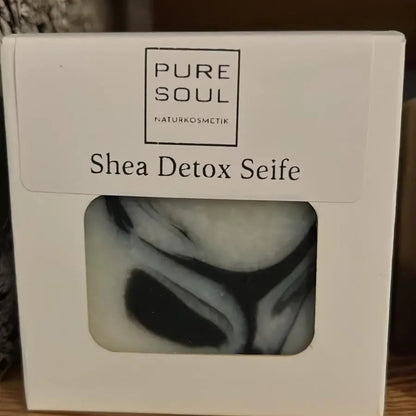 PURE
SOUL
NATURKOSMETIK
Shea Detox Seife